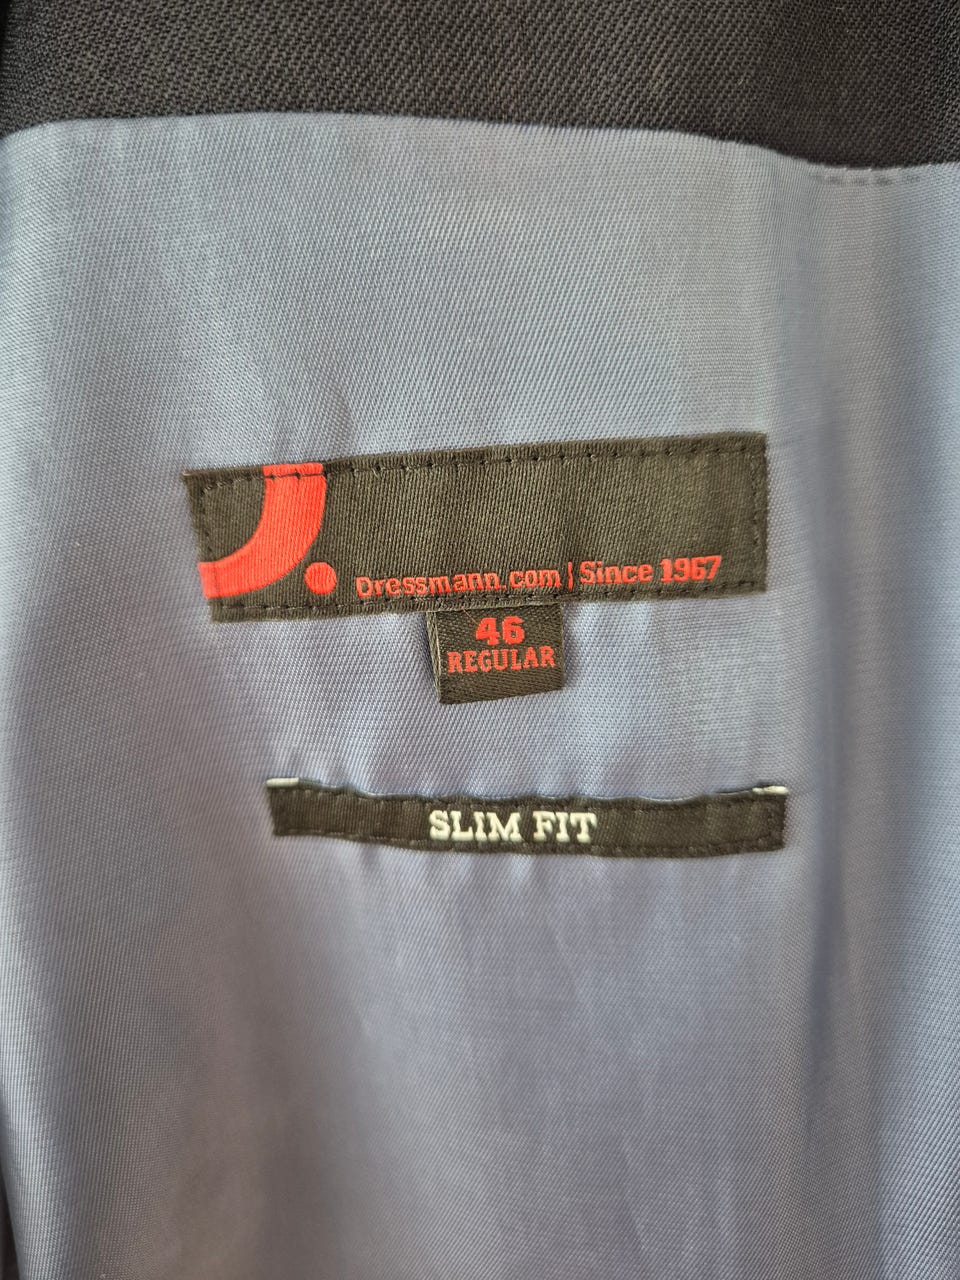 Dressmann.com | Since 1967
46
REGULAR
SLIM FIT